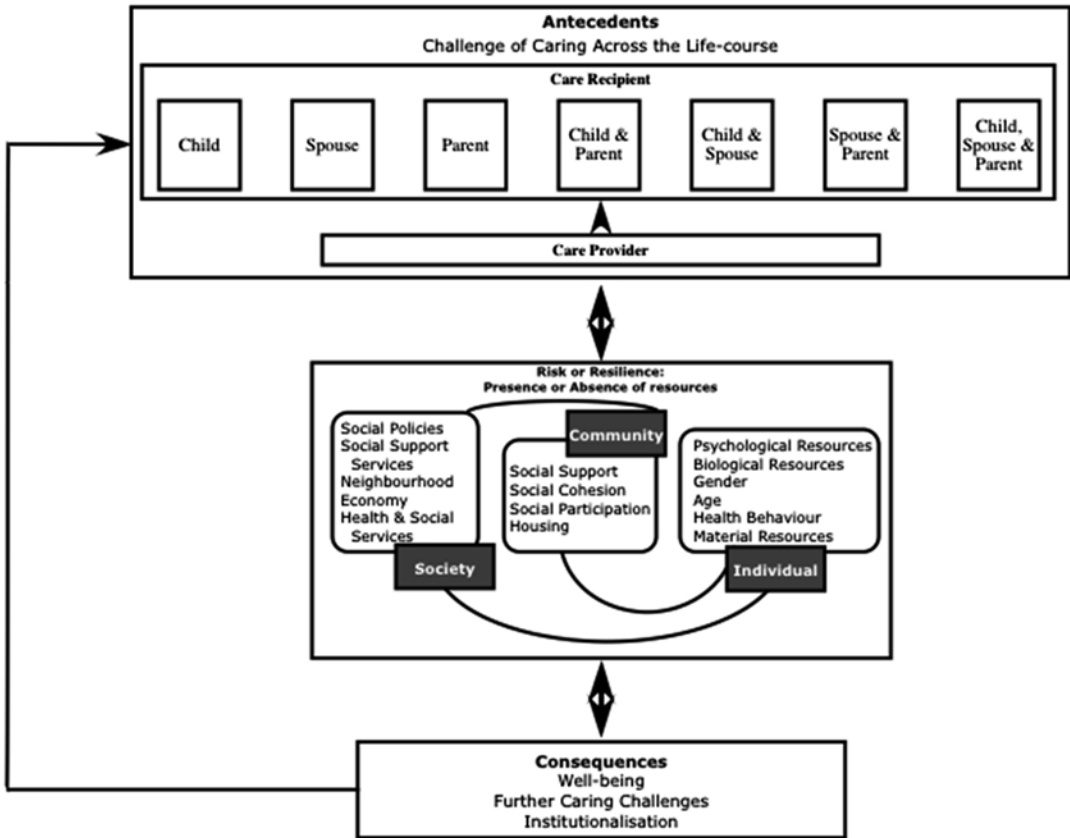 Antecedents
Challenge of Caring Across the Life-course
Care Recipient
Child
Spouse
Parent
Child &
Parent
Child &
Spouse
Spouse &
Parent
Child,
Spouse &
Parent
Care Provider
Risk or Resilience:
Presence or Absence of resources
Social Policies
Social Support
Services
Neighbourhood
Economy
Health & Social
Services
Society
Community
Social Support
Social Cohesion
Social Participation
Housing
Psychological Resources
Biological Resources
Gender
Age
Health Behaviour
Material Resources
Individual
Consequences
Well-being
Further Caring Challenges
Institutionalisation